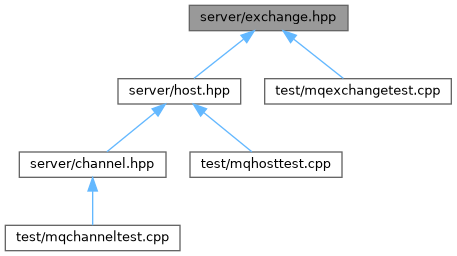 server/exchange.hpp
server/host.hpp
test/mqexchangetest.cpp
server/channel.hpp
test/mqhosttest.cpp
test/mqchanneltest.cpp